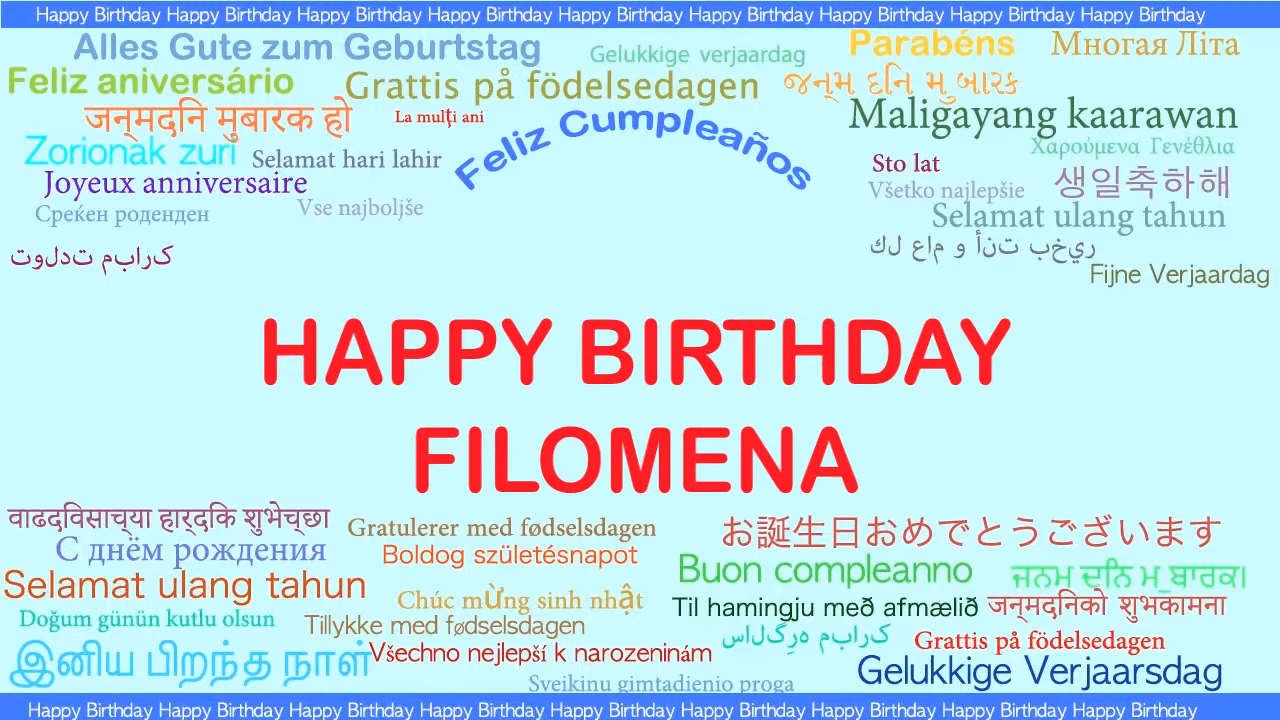 Happy Birthday Happy Birthday Happy Birthday Happy Birthday Happy Birthday Happy Birthday Happy Birthday Happy Birthday Happy Birthday
Alles Gute zum Geburtstag
Gelukkige verjaardag
Parabéns
Многая Літа
Feliz aniversário
Grattis på födelsedagen
જન્મ દનિ મુબારક
जन्मदनि मुबारक हो
La mulţi ani
Feliz Cumpleaños
Maligayang kaarawan
Zorionak zuri
Selamat hari lahir
Χαρούμενα Γενέθλια
Sto lat
Joyeux anniversaire
Všetko najlepšie
생일축하해
Среќен роденден
Vse najboljše
Selamat ulang tahun
تولدت مبارک
كل عام و أنت بخير
Fijne Verjaardag
HAPPY BIRTHDAY
FILOMENA
वाढदविसाच्या हार्दकि शुभेच्छा
Gratulerer med fødselsdagen
お誕生日おめでとうございます
С днём рождения
Boldog születésnapot
Buon compleanno
ਜਨਮ ਦਨਿ ਮੁਬਾਰਕ।
Selamat ulang tahun
Chúc mừng sinh nhật
Til hamingju með afmælið
जन्मदनिको शुभकामना
Doğum günün kutlu olsun
Tillykke med fødselsdagen
سالگرہ مبارک
Grattis på födelsedagen
இனிய பிறந்த நாள்
Všechno nejlepší k narozeninám
Gelukkige Verjaarsdag
Sveikinu gimtadienio proga
Happy Birthday Happy Birthday Happy Birthday Happy Birthday Happy Birthday Happy Birthday Happy Birthday Happy Birthday Happy Birthday